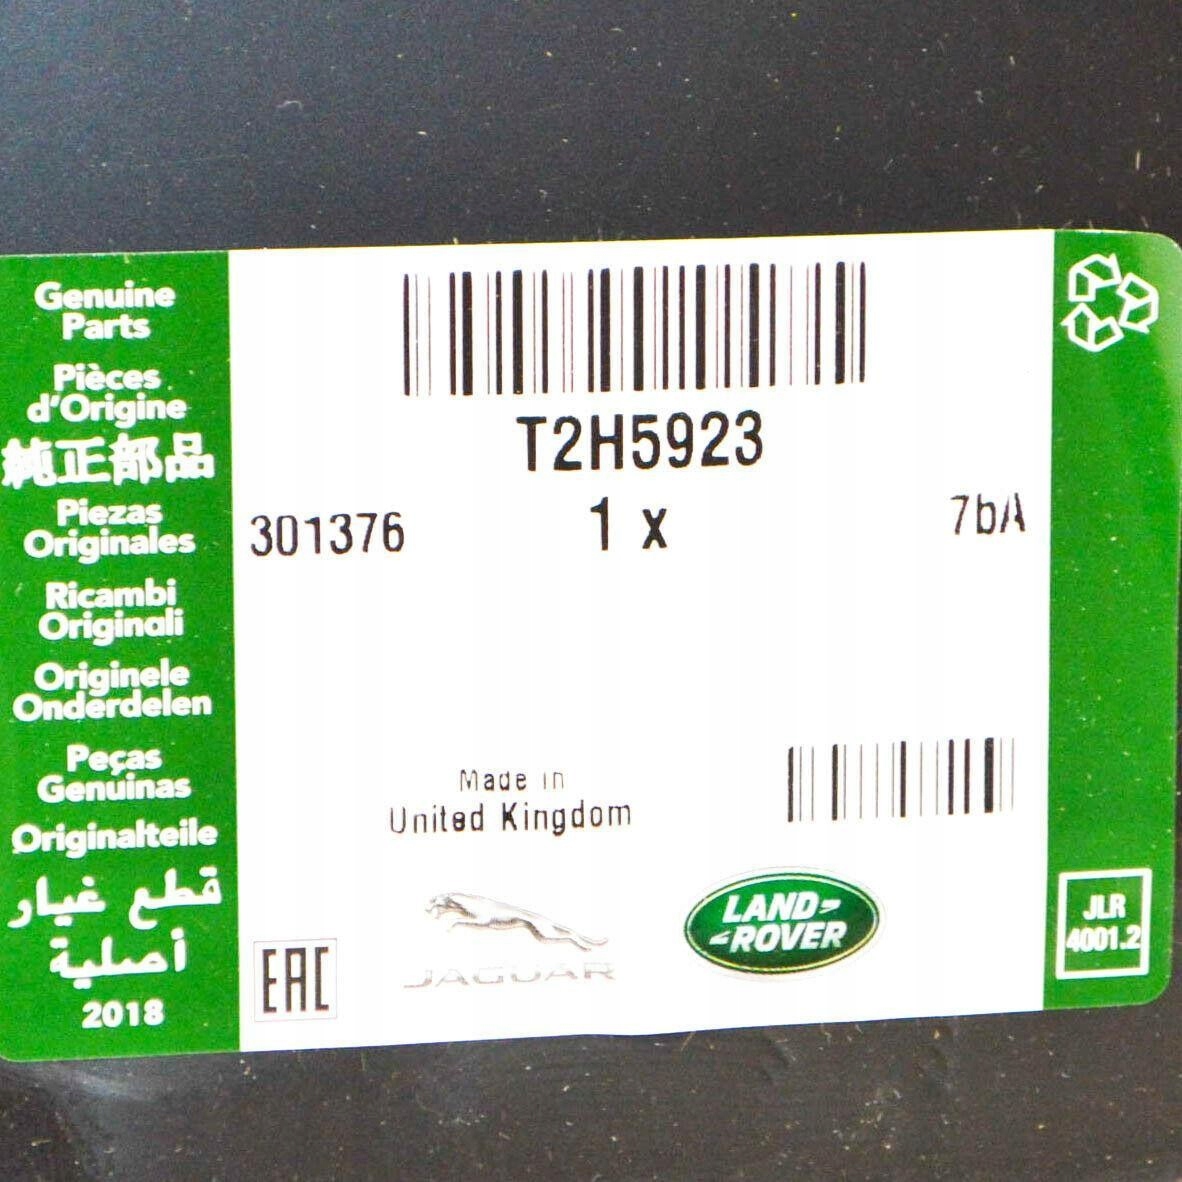 Genuine
Parts
Pièces
d'Origine
純正部品
Piezas
Originales
Ricambi
Originali
Originele
Onderdelen
Peças
Genuinas
Originalteile
قطع غيار
أصلية
2018
T2H5923
301376 1 x 7bA
Made in
United Kingdom
EAC
JAGUAR
LAND
ROVER
JLR
4001.2